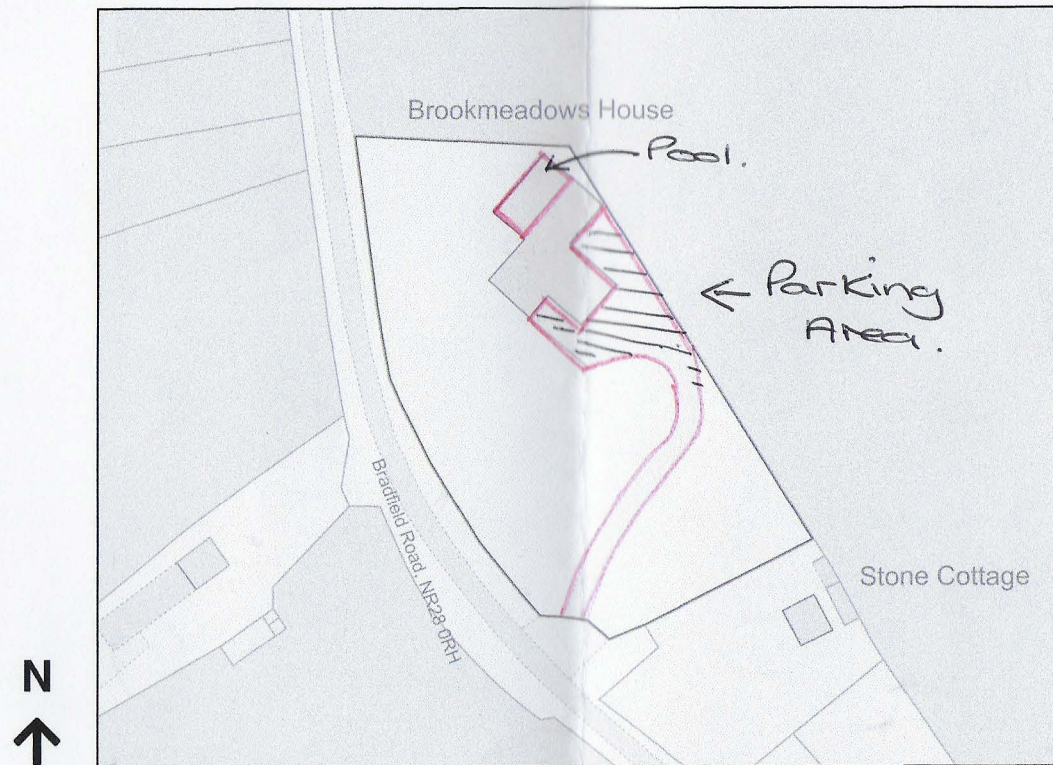 Brookmeadows House
Pool.
← Parking
Area.
Bradfield Road, NR28 0RH
Stone Cottage
N